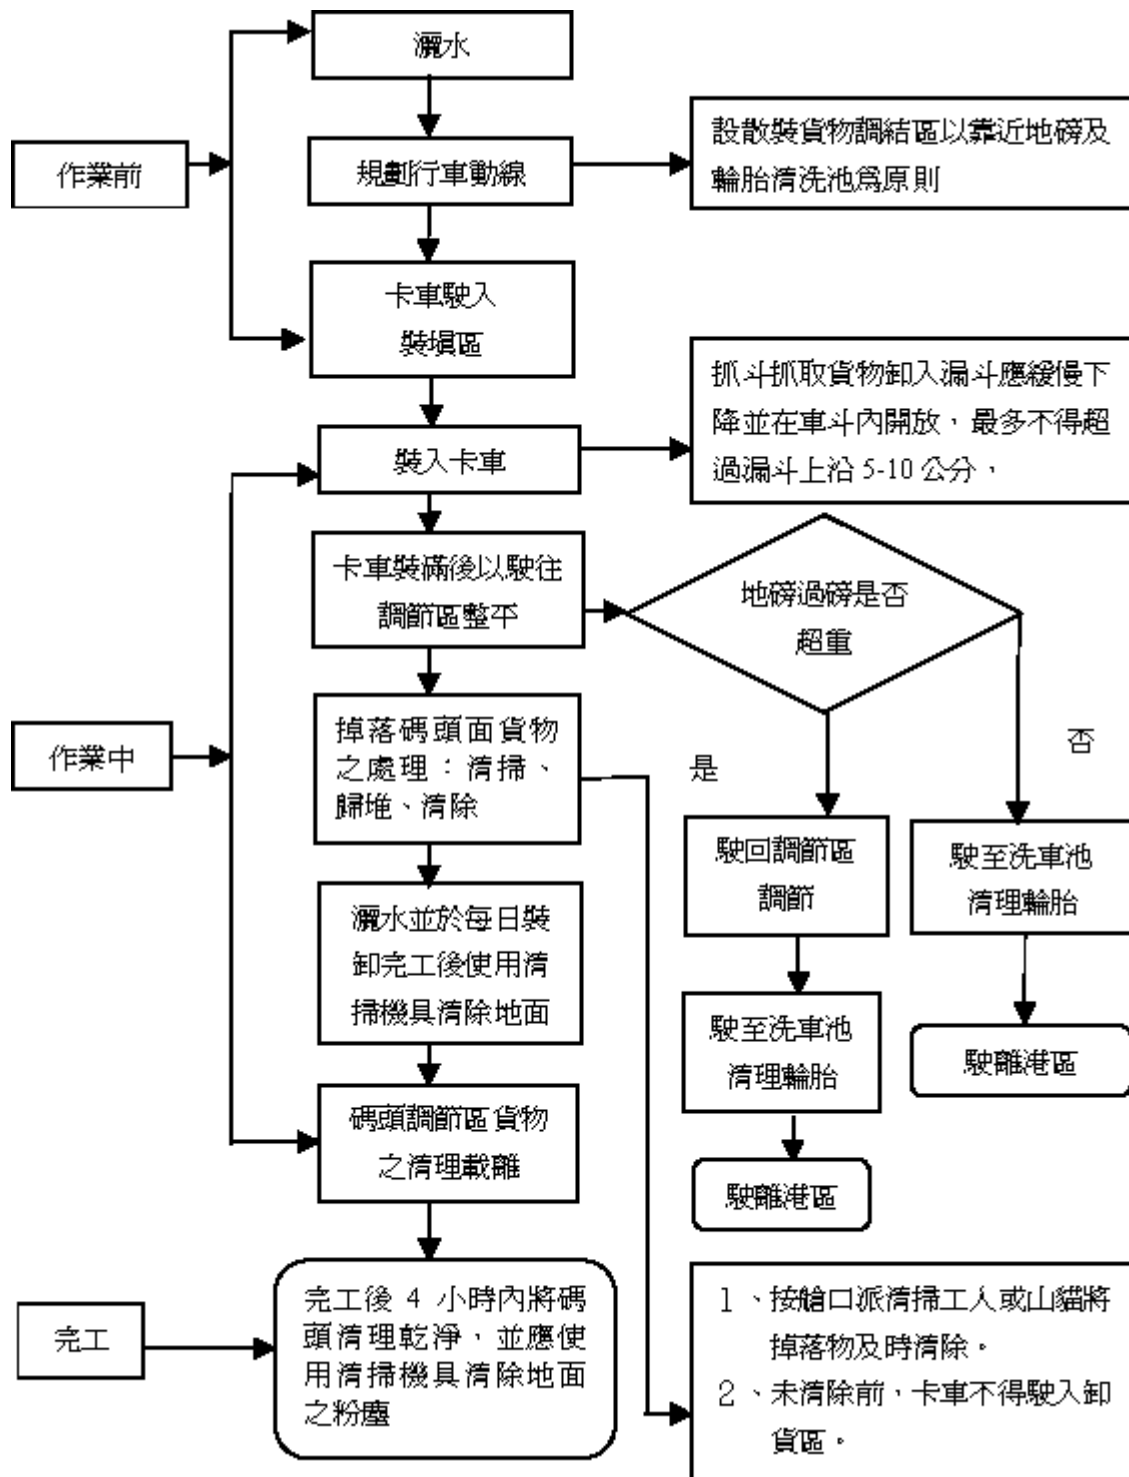 灑水
作業前
規劃行車動線
設散裝貨物調結區以靠近地磅及
輪胎清洗池為原則
卡車駛入
裝塡區
抓斗抓取貨物卸入漏斗應緩慢下
降並在車斗內開放，最多不得超
過漏斗上沿 5-10 公分，
裝入卡車
卡車裝滿後以駛往
調節區整平
地磅過磅是否
超重
作業中
掉落碼頭面貨物
之處理：清掃、
歸堆、清除
是
否
駛回調節區
調節
駛至洗車池
清理輪胎
灑水並於每日裝
卸完工後使用清
掃機具清除地面
駛至洗車池
清理輪胎
駛離港區
碼頭調節區貨物
之清理載離
駛離港區
完工
完工後 4 小時內將碼
頭清理乾淨，並應使
用清掃機具清除地面
之粉塵
1、按艙口派清掃工人或山貓將
掉落物及時清除。
2、未清除前，卡車不得駛入卸
貨區。